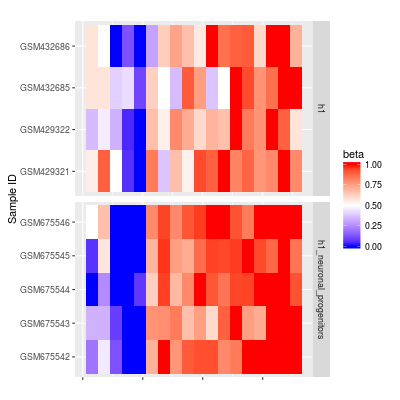 Sample ID
GSM432686
GSM432685
GSM429322
GSM429321
h1
GSM675546
GSM675545
GSM675544
GSM675543
GSM675542
h1_neuronal_progenitors
beta
1.00
0.75
0.50
0.25
0.00